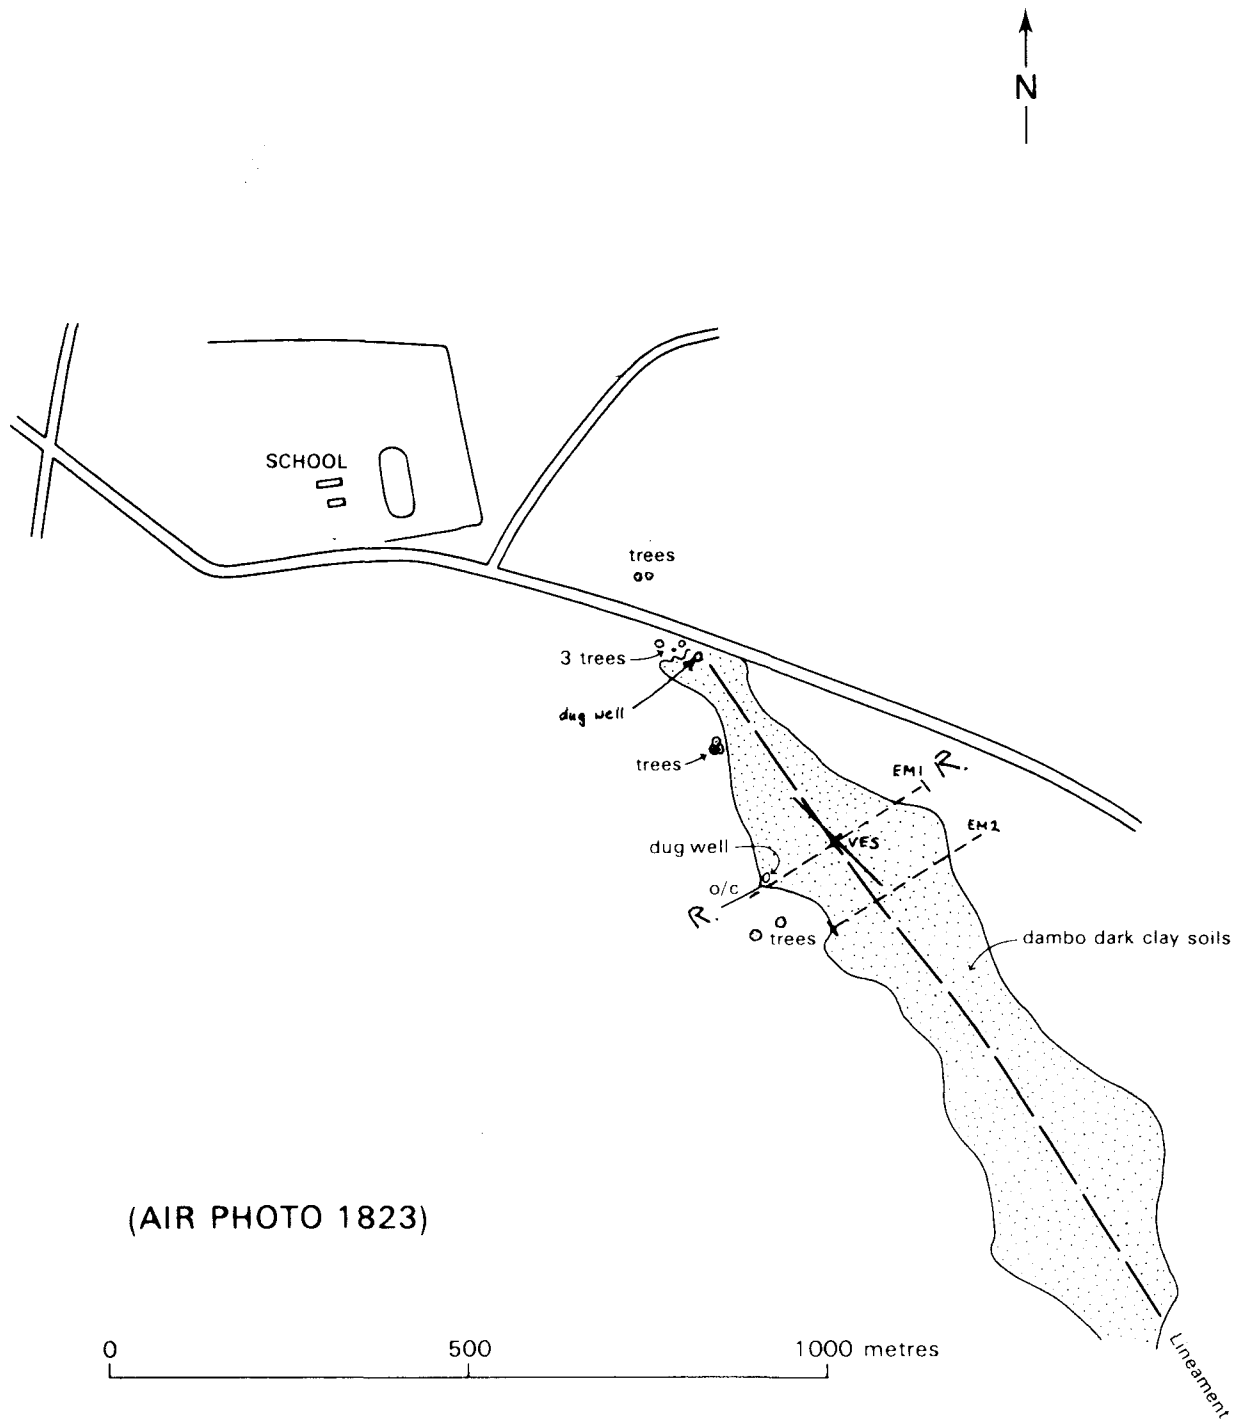 N
SCHOOL
trees
3 trees
dug well
trees
EM1 R.
EM2
dug well
VES
o/c
R.
trees
dambo dark clay soils
(AIR PHOTO 1823)
0 500 1000 metres
Lineament